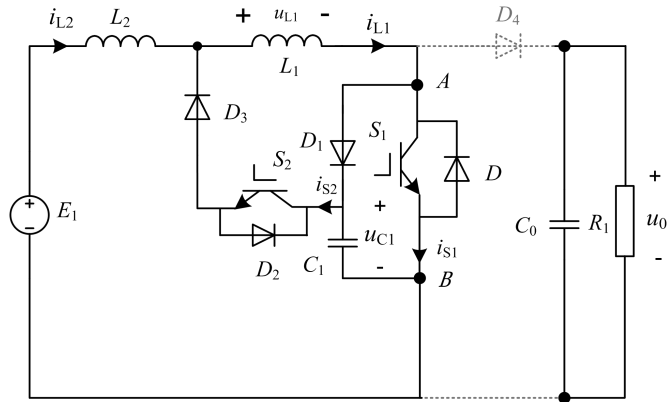 i_L2 L_2 + u_L1 - i_L1 D_4
L_1
A
D_3 D_1 S_1
S_2
i_S2 D
E_1 + - + u_C1 - C_0 R_1 + u_0 -
D_2 C_1 i_S1
B